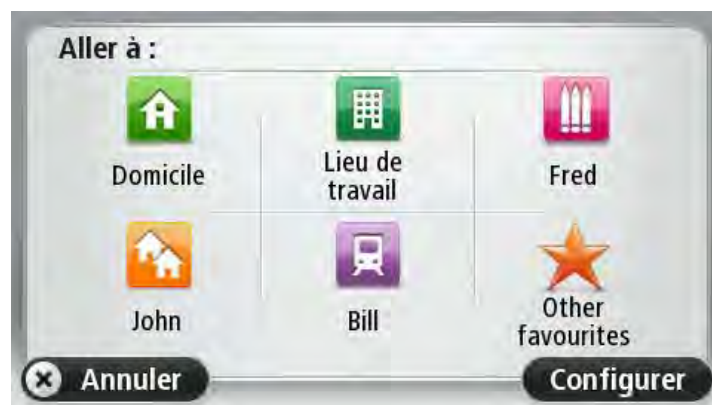 Aller à :
Domicile
Lieu de
travail
Fred
John
Bill
Other
favourites
Annuler
Configurer